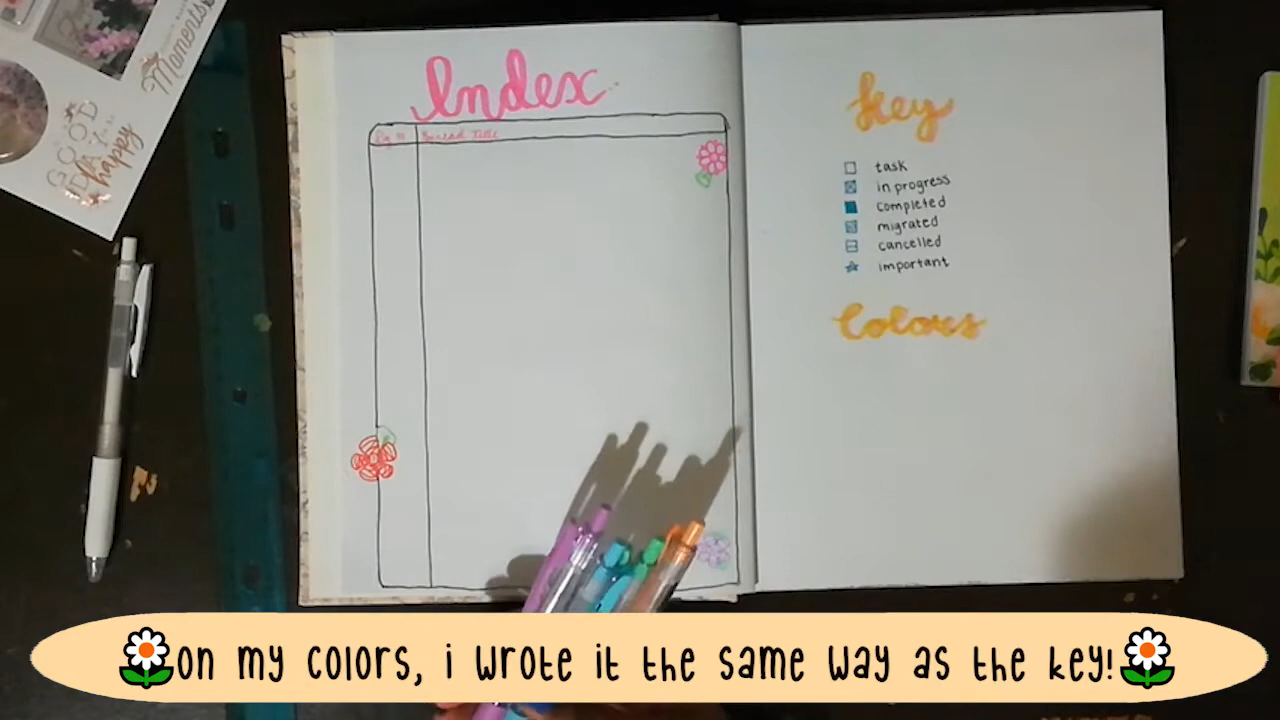 Moments
GOOD
DAY
happy
Index
Pg #
Spread Title
Key
task
in progress
completed
migrated
cancelled
important
Colors
on my colors, i wrote it the same way as the key!